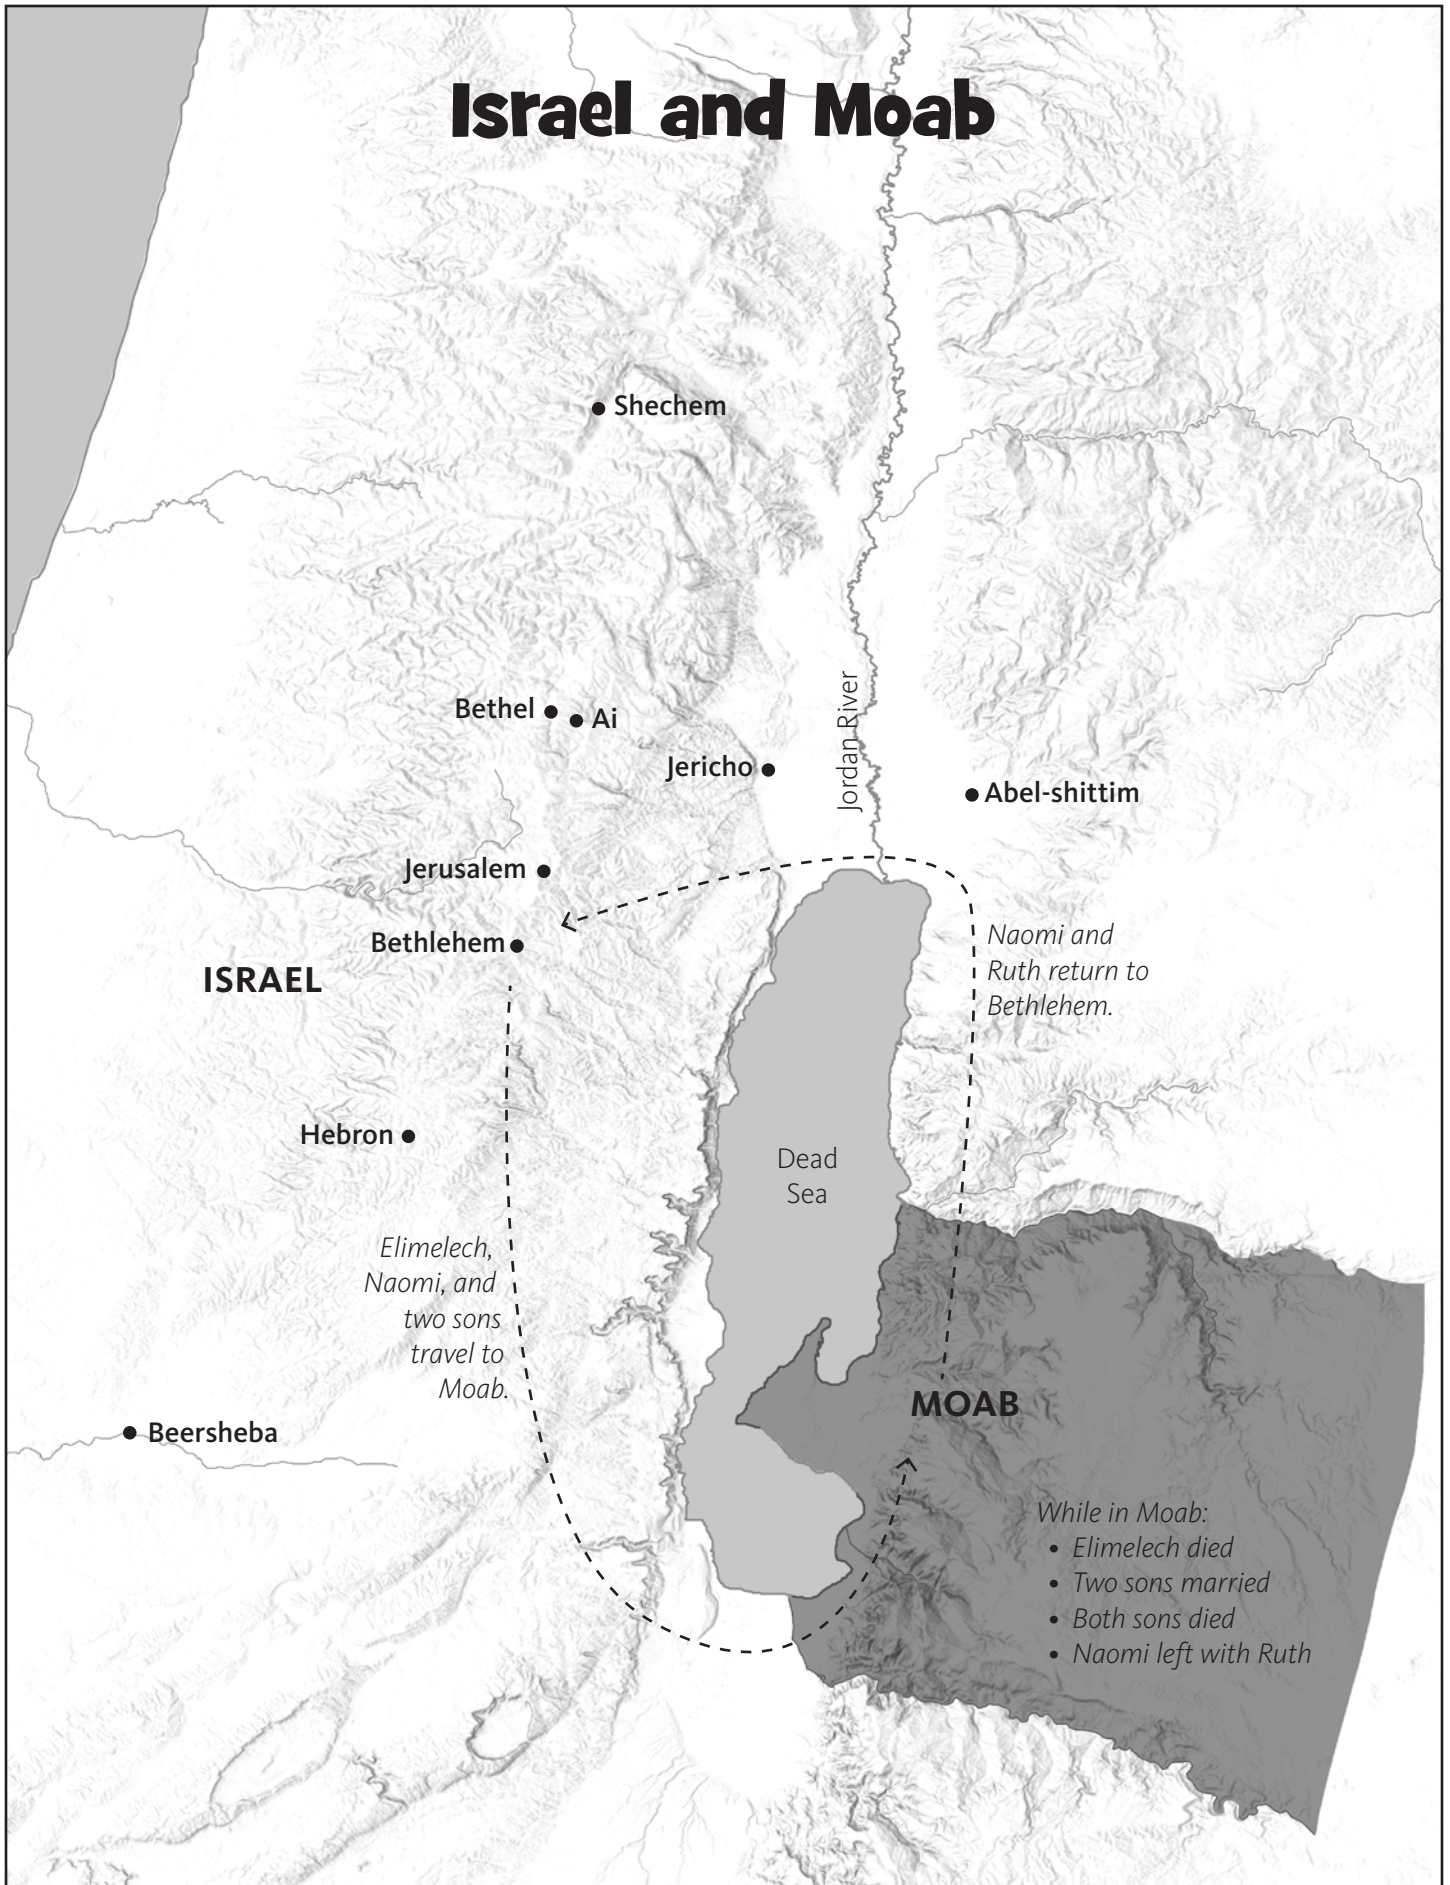 Israel and Moab
Shechem
Bethel
Ai
Jericho
Jordan River
Abel-shittim
Jerusalem
Bethlehem
ISRAEL
Naomi and
Ruth return to
Bethlehem.
Hebron
Dead
Sea
Elimelech,
Naomi, and
two sons
travel to
Moab.
MOAB
Beersheba
While in Moab:
• Elimelech died
• Two sons married
• Both sons died
• Naomi left with Ruth